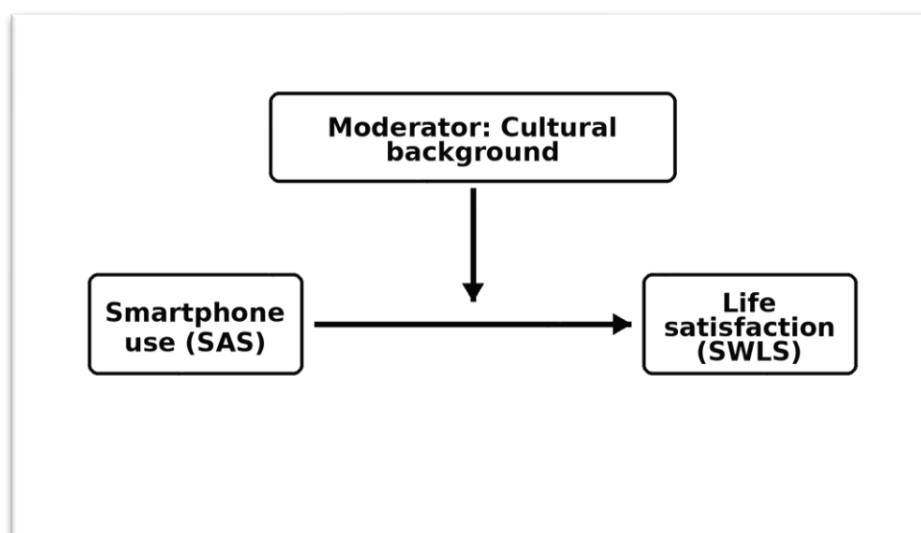 Moderator: Cultural
background
Smartphone
use (SAS)
Life
satisfaction
(SWLS)